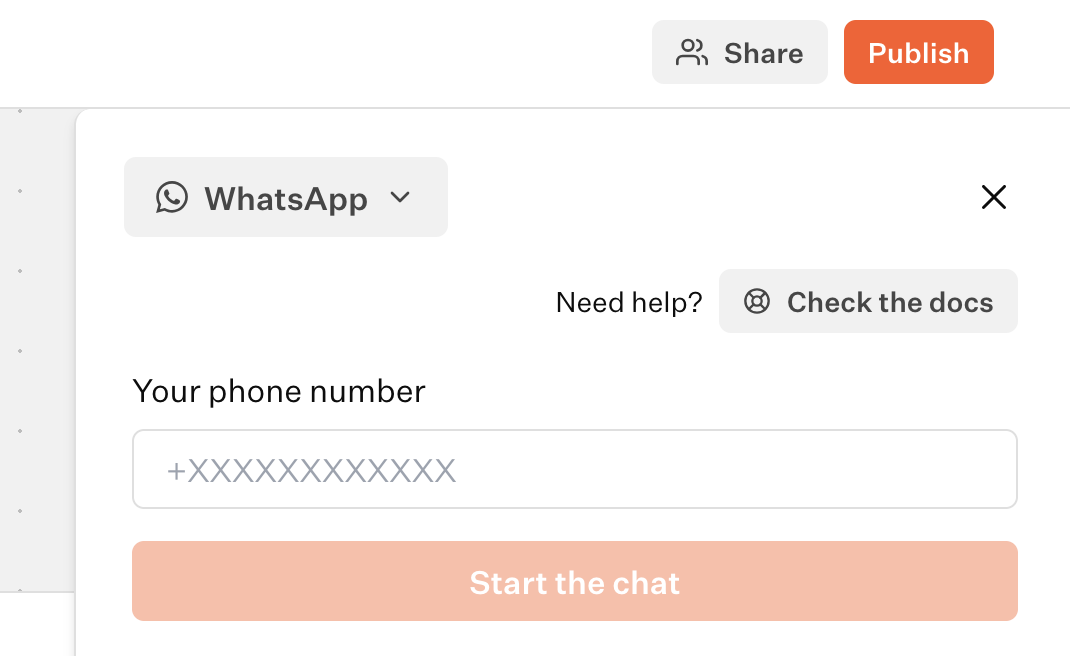 Share
Publish
WhatsApp
Need help?
Check the docs
Your phone number
+XXXXXXXXXXXX
Start the chat